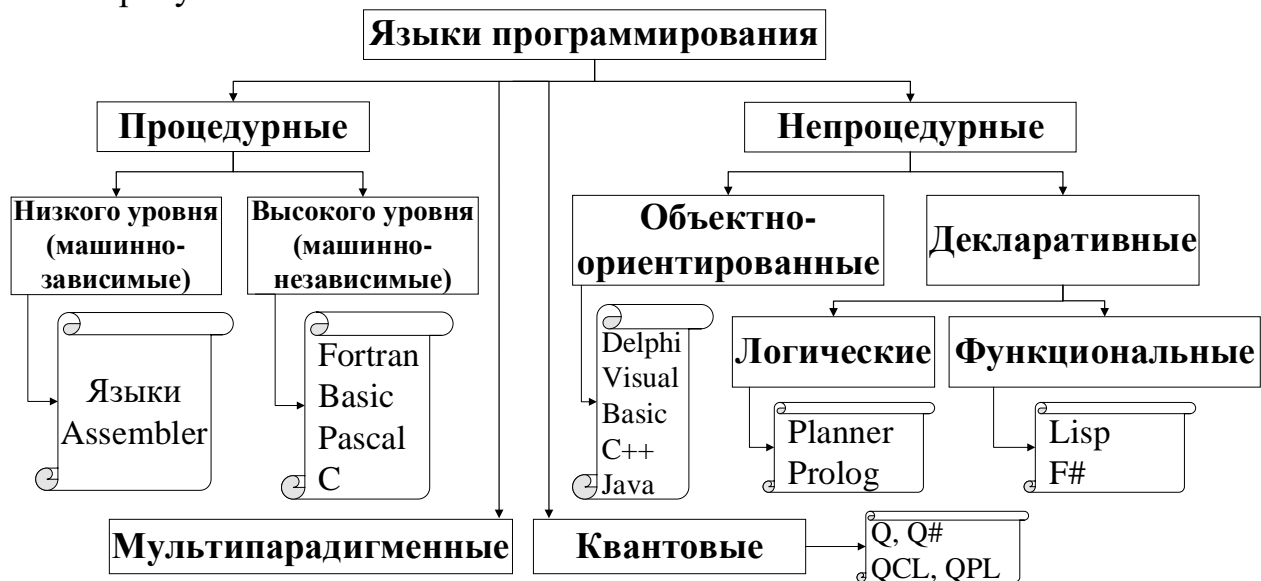 Языки программирования
Процедурные
Непроцедурные
Низкого уровня
(машинно-
зависимые)
Высокого уровня
(машинно-
независимые)
Объектно-
ориентированные
Декларативные
Языки
Assembler
Fortran
Basic
Pascal
C
Delphi
Visual
Basic
C++
Java
Логические
Функциональные
Planner
Prolog
Lisp
F#
Мультипарадигменные
Квантовые
Q, Q#
QCL, QPL